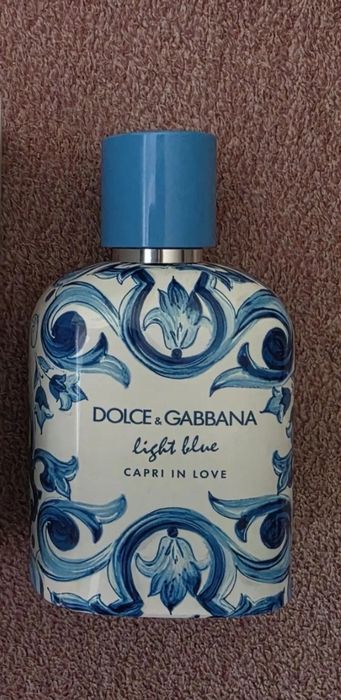 DOLCE & GABBANA
light blue
CAPRI IN LOVE